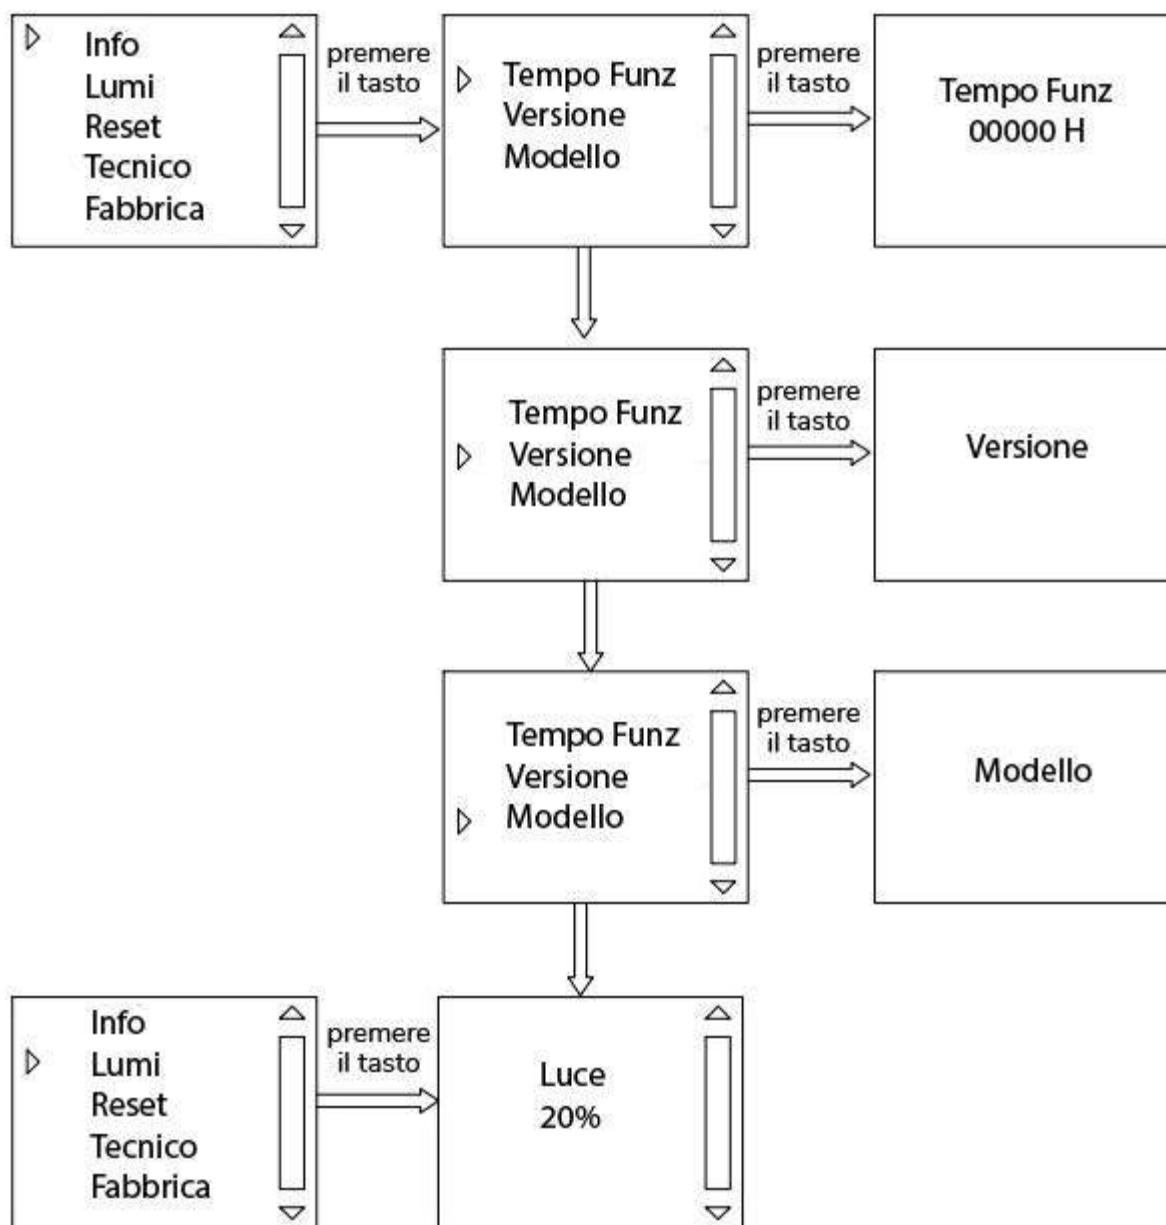 Info
Lumi
Reset
Tecnico
Fabbrica
premere
il tasto
Tempo Funz
Versione
Modello
premere
il tasto
Tempo Funz
00000 H
Tempo Funz
Versione
Modello
premere
il tasto
Versione
Tempo Funz
Versione
Modello
premere
il tasto
Modello
Info
Lumi
Reset
Tecnico
Fabbrica
premere
il tasto
Luce
20%